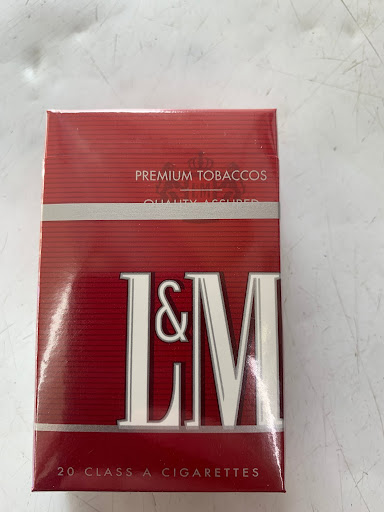 PREMIUM TOBACCOS
QUALITY ASSURED
L&M
20 CLASS A CIGARETTES